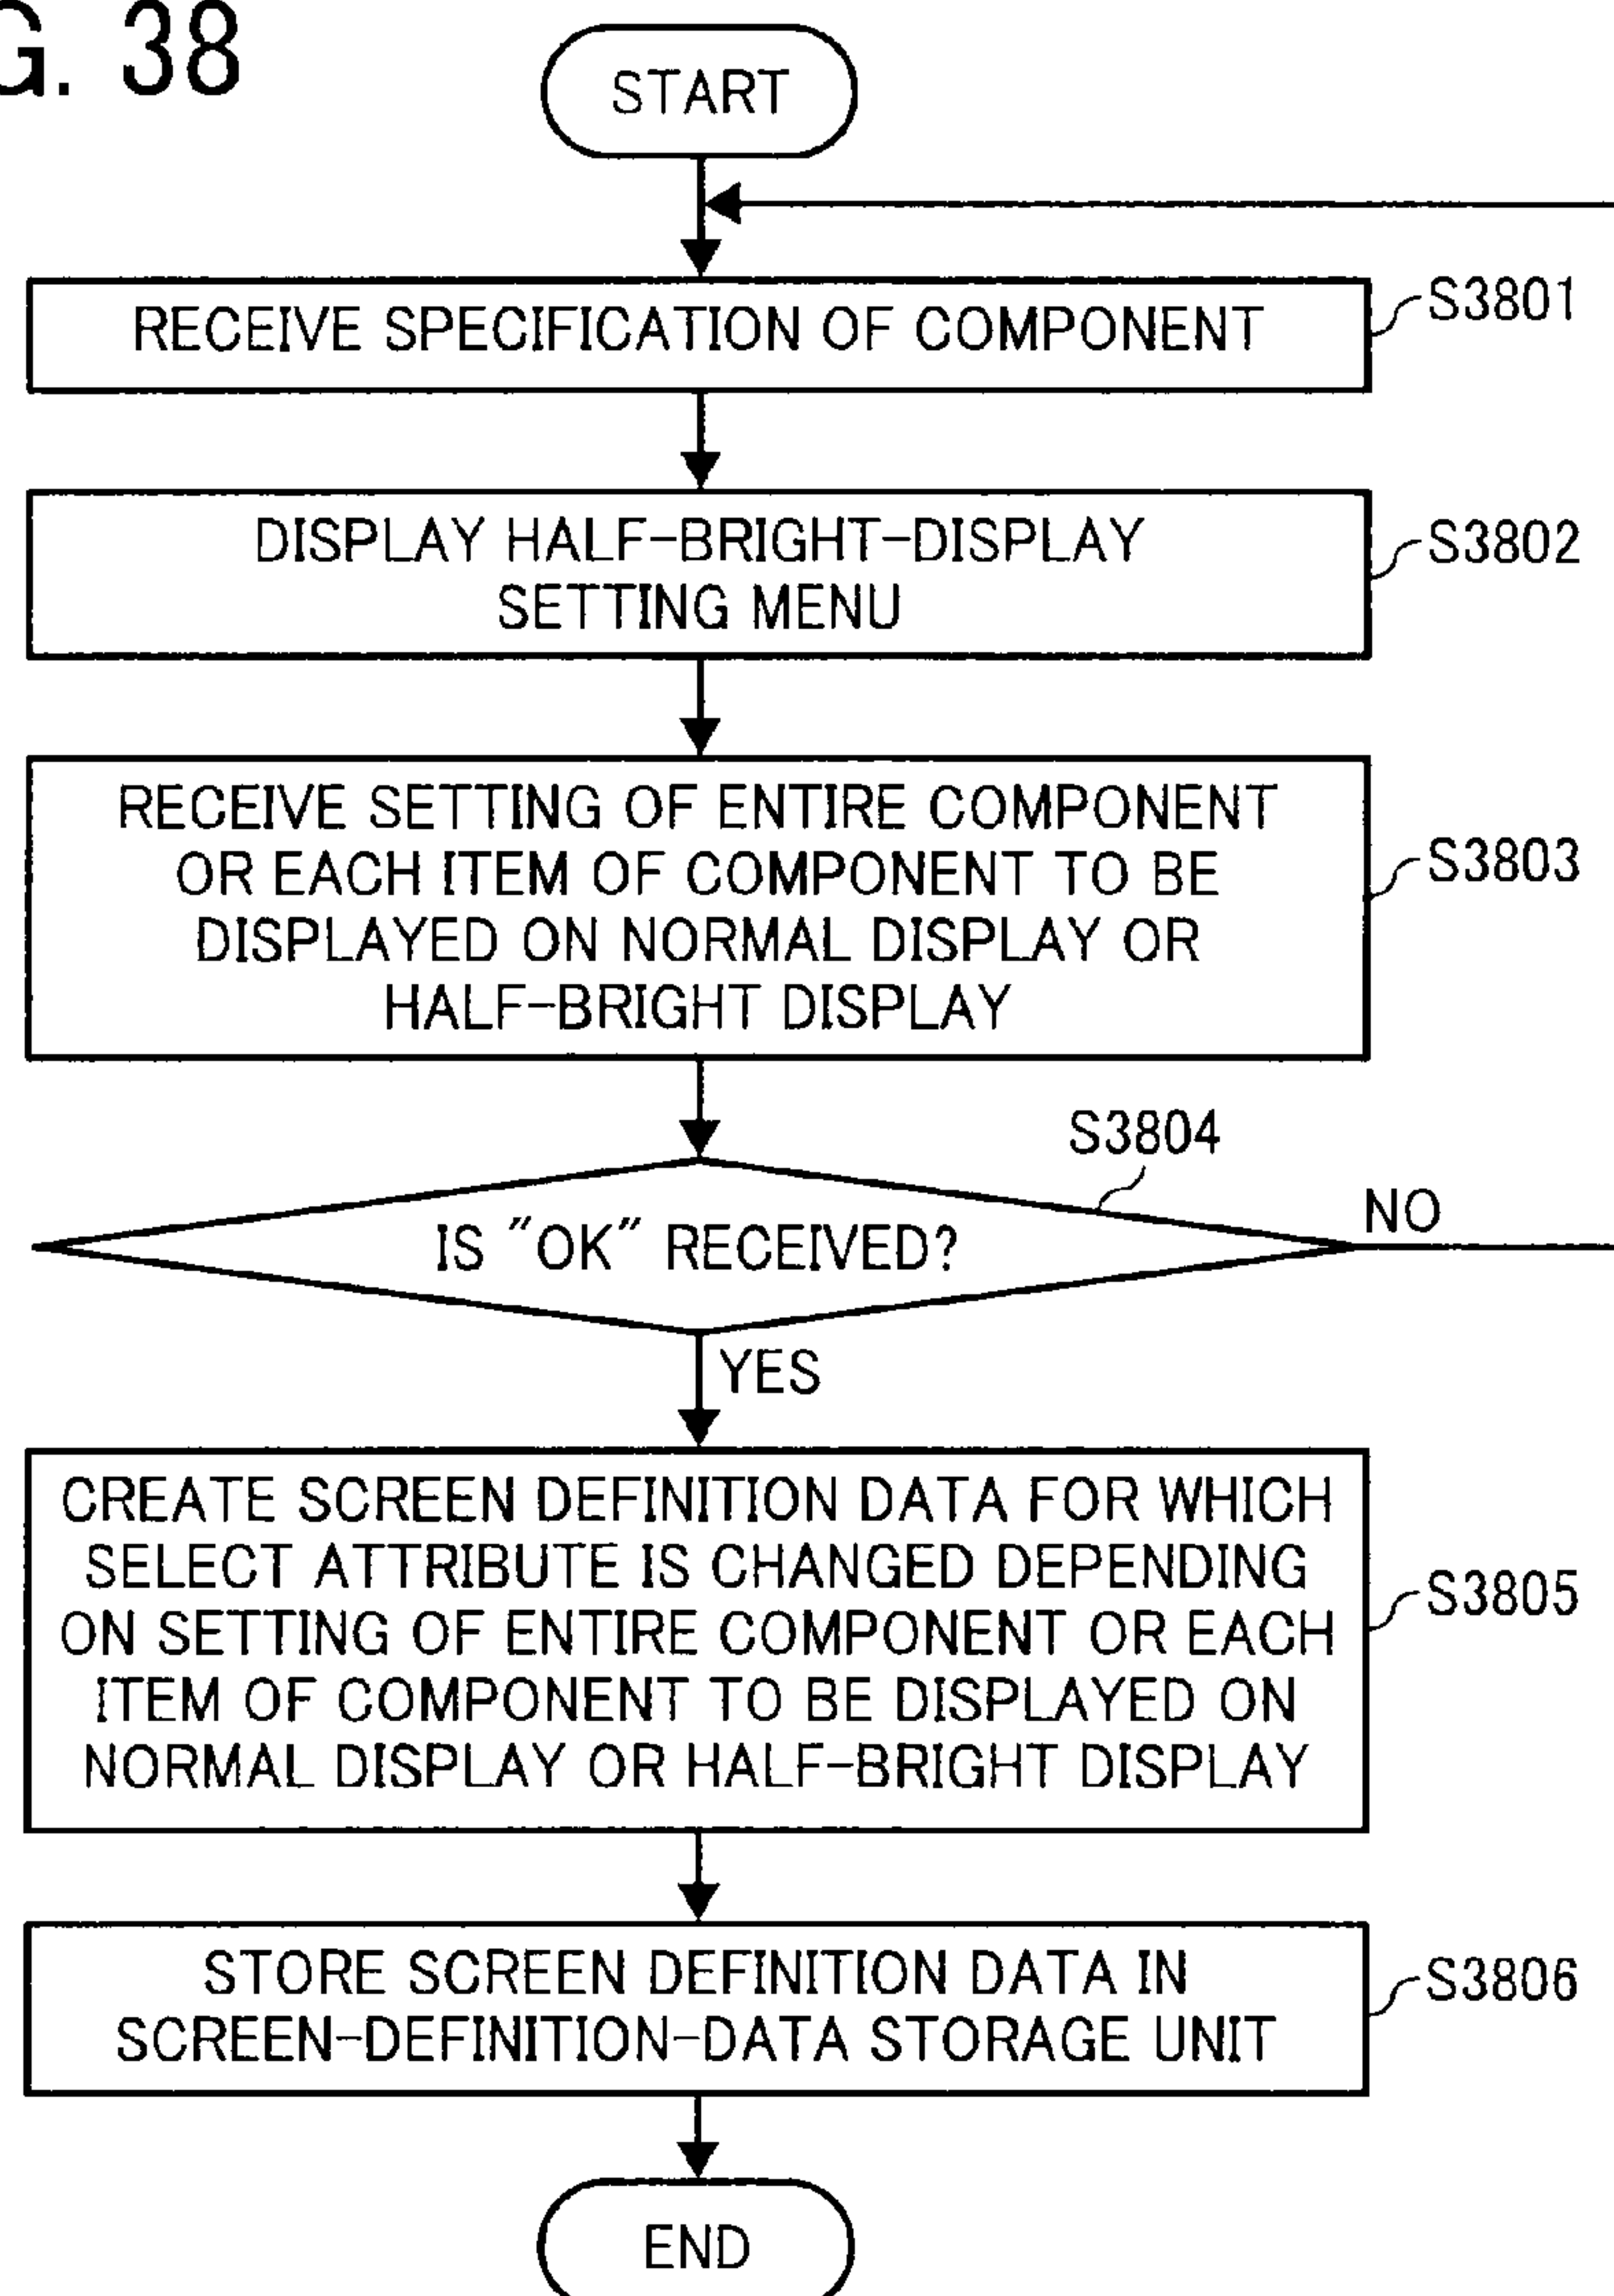 G. 38
START
RECEIVE SPECIFICATION OF COMPONENT
S3801
DISPLAY HALF-BRIGHT-DISPLAY
SETTING MENU
S3802
RECEIVE SETTING OF ENTIRE COMPONENT
OR EACH ITEM OF COMPONENT TO BE
DISPLAYED ON NORMAL DISPLAY OR
HALF-BRIGHT DISPLAY
S3803
S3804
IS "OK" RECEIVED?
NO
YES
CREATE SCREEN DEFINITION DATA FOR WHICH
SELECT ATTRIBUTE IS CHANGED DEPENDING
ON SETTING OF ENTIRE COMPONENT OR EACH
ITEM OF COMPONENT TO BE DISPLAYED ON
NORMAL DISPLAY OR HALF-BRIGHT DISPLAY
S3805
STORE SCREEN DEFINITION DATA IN
SCREEN-DEFINITION-DATA STORAGE UNIT
S3806
END